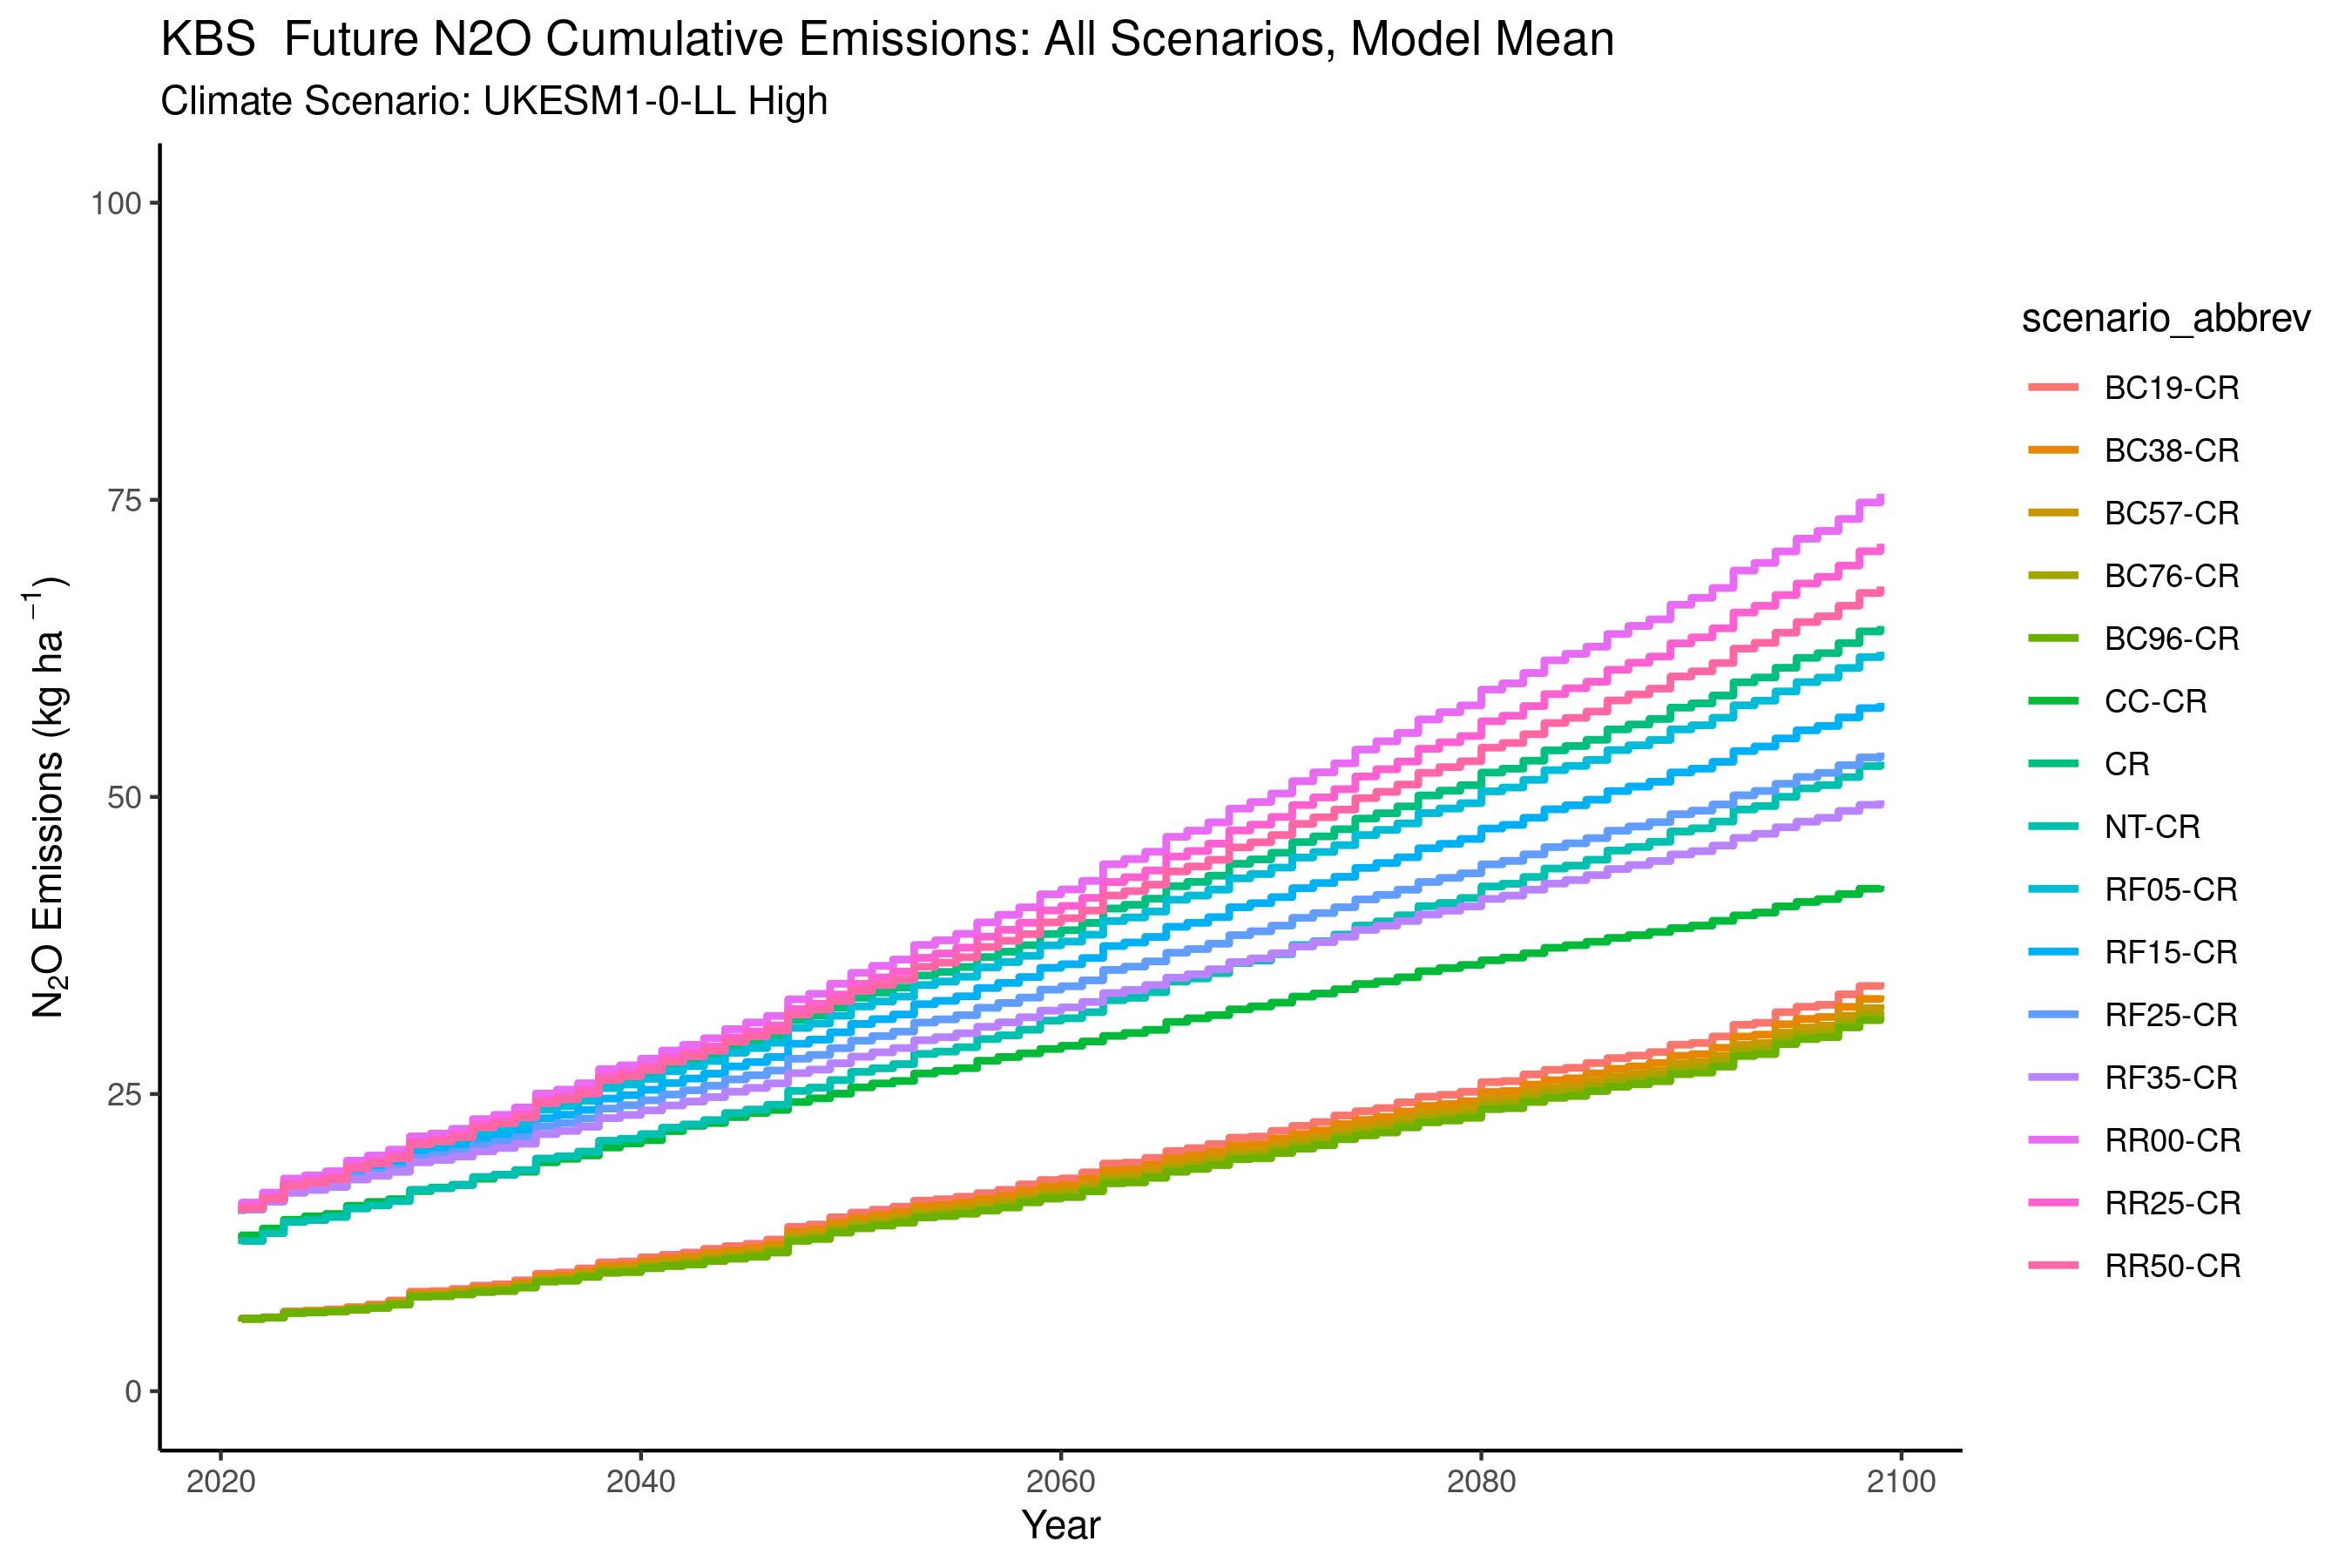 KBS  Future N2O Cumulative Emissions: All Scenarios, Model Mean
Climate Scenario: UKESM1-0-LL High
N₂O Emissions (kg ha ⁻¹)
100
75
50
25
0
2020 2040 2060 2080 2100
Year
scenario_abbrev
BC19-CR
BC38-CR
BC57-CR
BC76-CR
BC96-CR
CC-CR
CR
NT-CR
RF05-CR
RF15-CR
RF25-CR
RF35-CR
RR00-CR
RR25-CR
RR50-CR